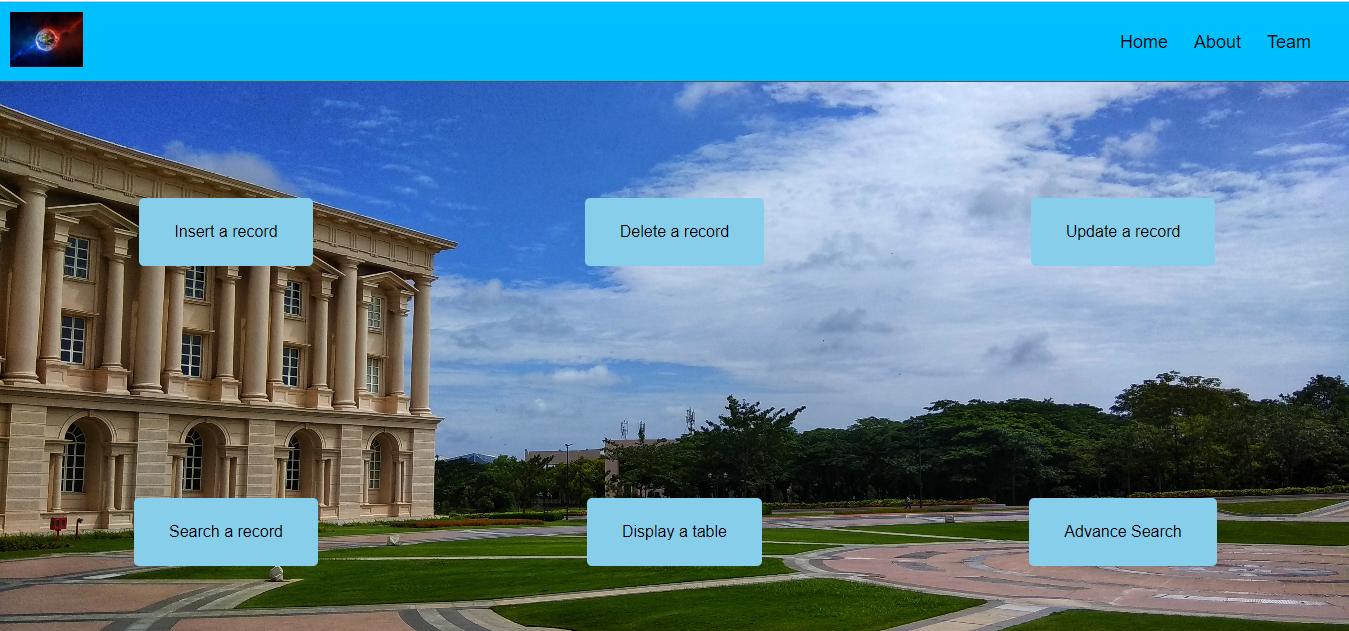 Home
About
Team
Insert a record
Delete a record
Update a record
Search a record
Display a table
Advance Search